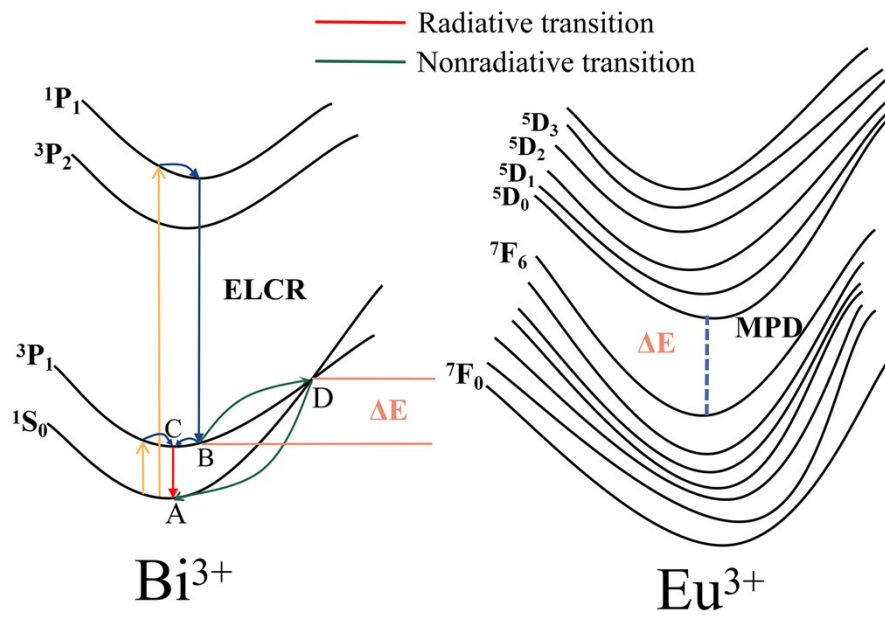 Radiative transition
Nonradiative transition
¹P₁
³P₂
ELCR
³P₁
¹S₀
C
B
A
D
ΔE
Bi³⁺
⁵D₃
⁵D₂
⁵D₁
⁵D₀
⁷F₆
ΔE
MPD
⁷F₀
Eu³⁺